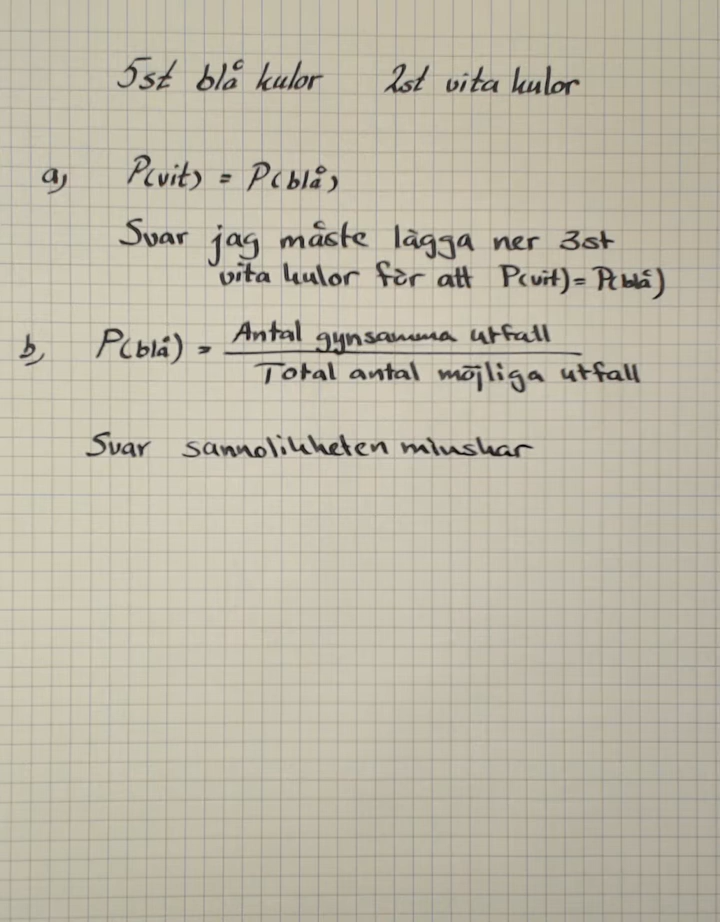 5st blå kulor 2st vita kulor
a) P(vit) = P(blå)
Svar jag måste lägga ner 3st
vita kulor för att P(vit) = P(blå)
b) P(blå) = Antal gynsamma utfall
Total antal möjliga utfall
Svar sannolikheten minskar